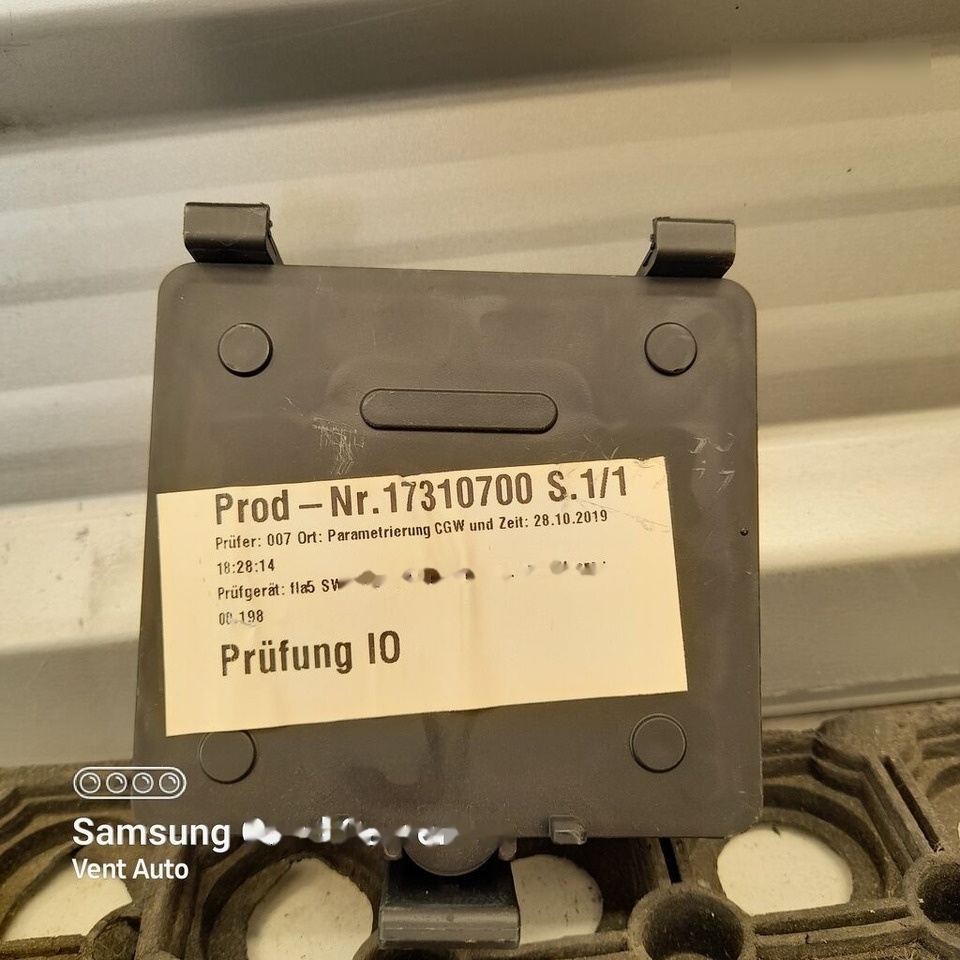 Prod-Nr.17310700 S.1/1
Prüfer: 007 Ort: Parametrierung CGW und Zeit: 28.10.2019
18:28:14
Prüfgerät: fla5
198
Prüfung IO
Samsung
Vent Auto